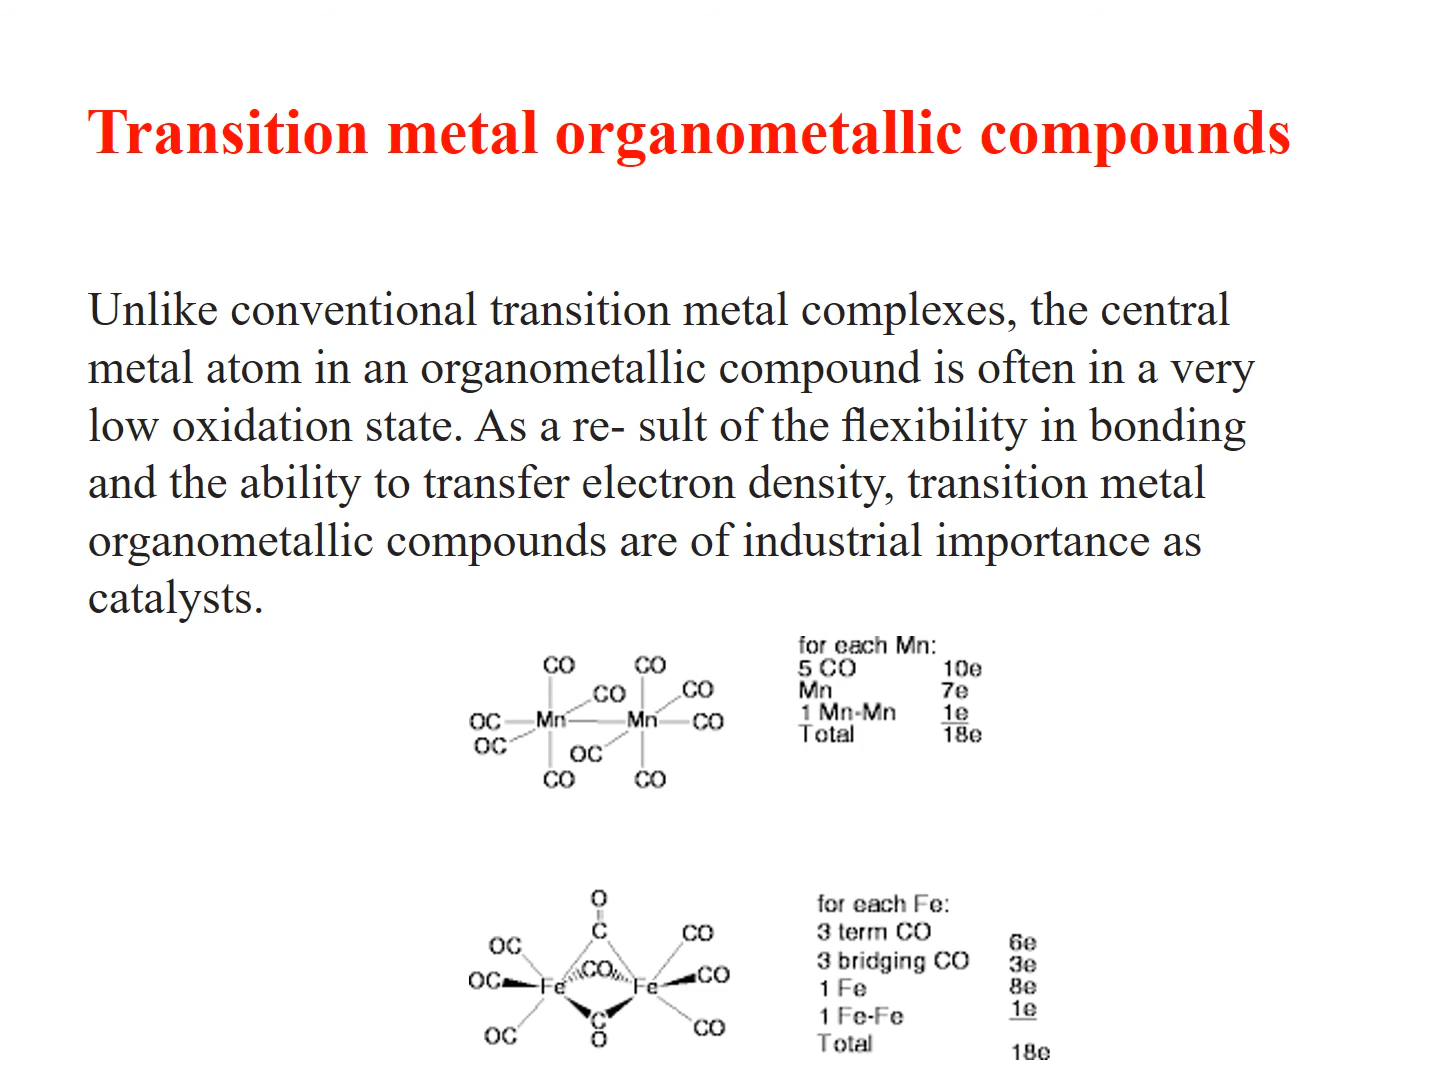 Transition metal organometallic compounds
Unlike conventional transition metal complexes, the central
metal atom in an organometallic compound is often in a very
low oxidation state. As a re- sult of the flexibility in bonding
and the ability to transfer electron density, transition metal
organometallic compounds are of industrial importance as
catalysts.
for each Mn:
5 CO 10e
Mn 7e
1 Mn-Mn 1e
Total 18e
CO CO
CO CO
OC Mn Mn CO
OC OC
CO CO
for each Fe:
3 term CO 6e
3 bridging CO 3e
1 Fe 8e
1 Fe-Fe 1e
Total 18e
O
C CO
OC
CO CO
OC Fe Fe
C CO
OC O